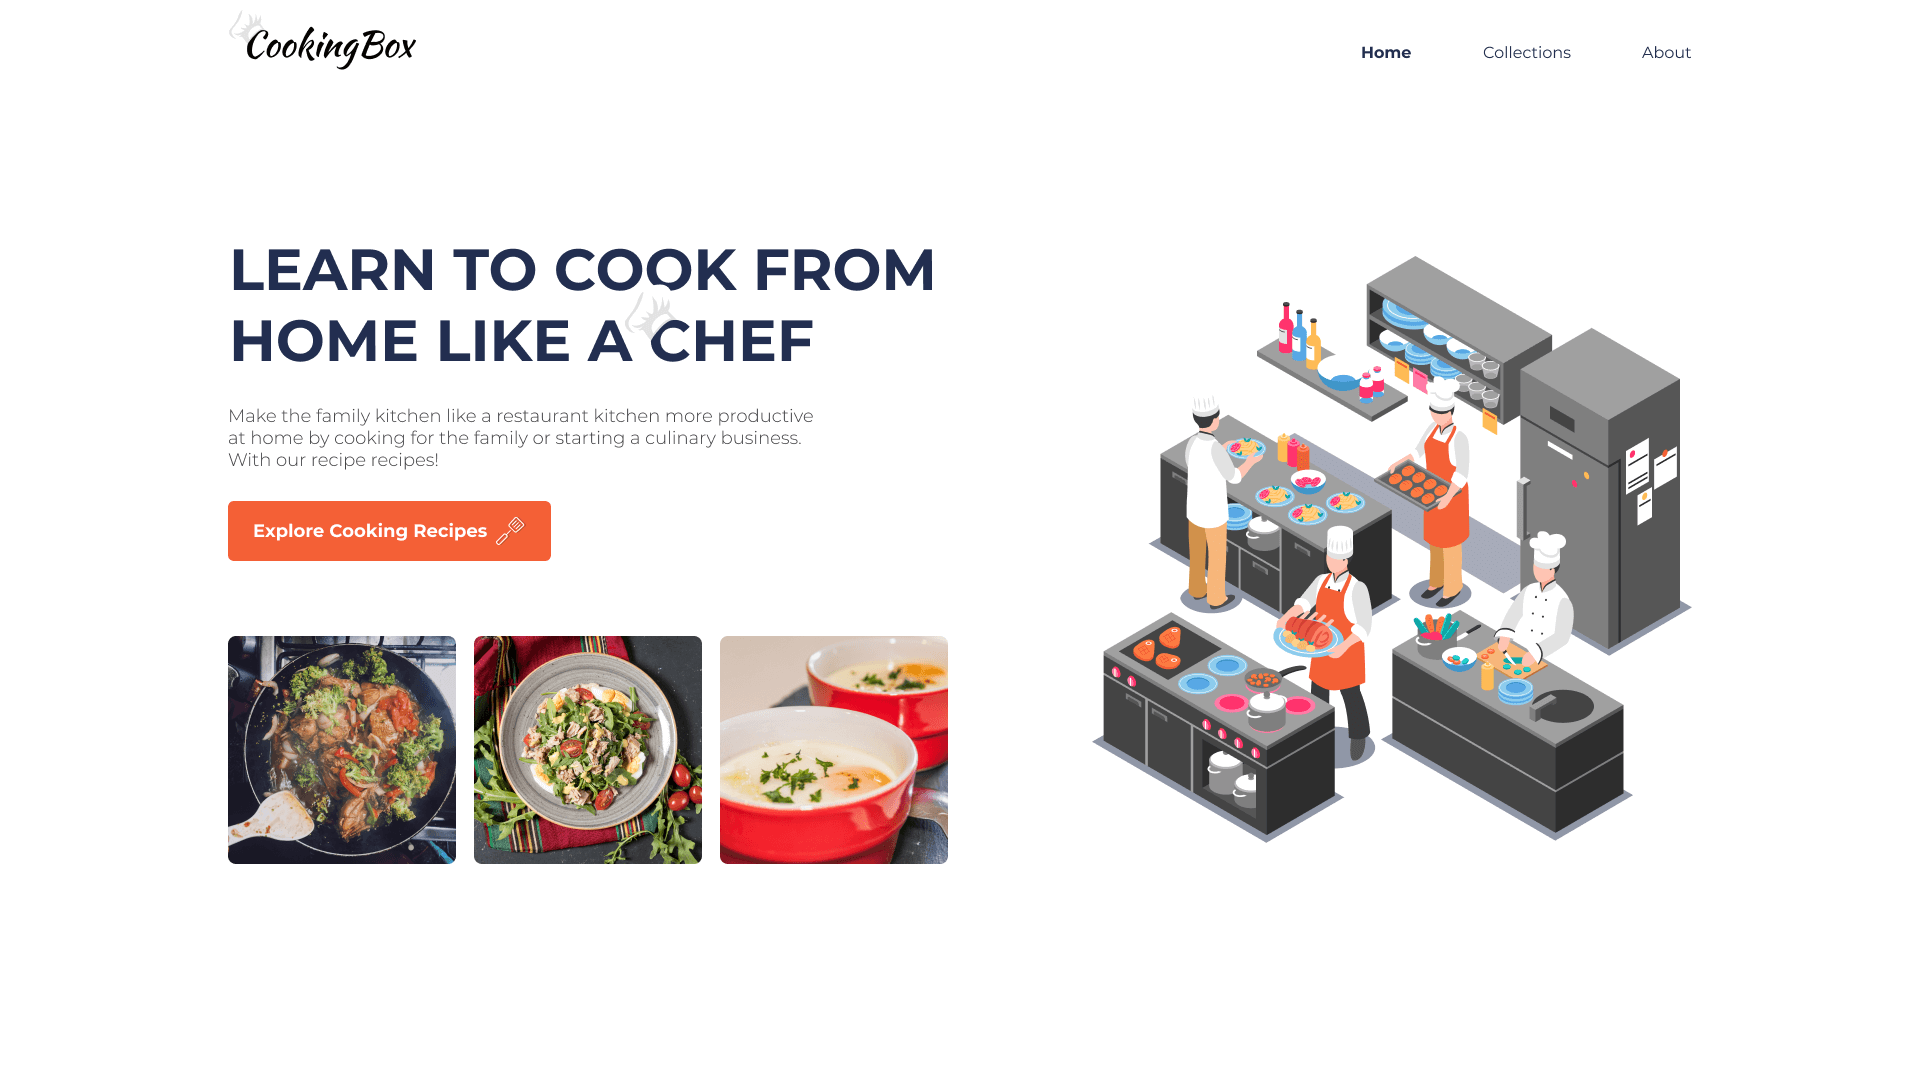 CookingBox
Home Collections About
LEARN TO COOK FROM
HOME LIKE A CHEF
Make the family kitchen like a restaurant kitchen more productive
at home by cooking for the family or starting a culinary business.
With our recipe recipes!
Explore Cooking Recipes